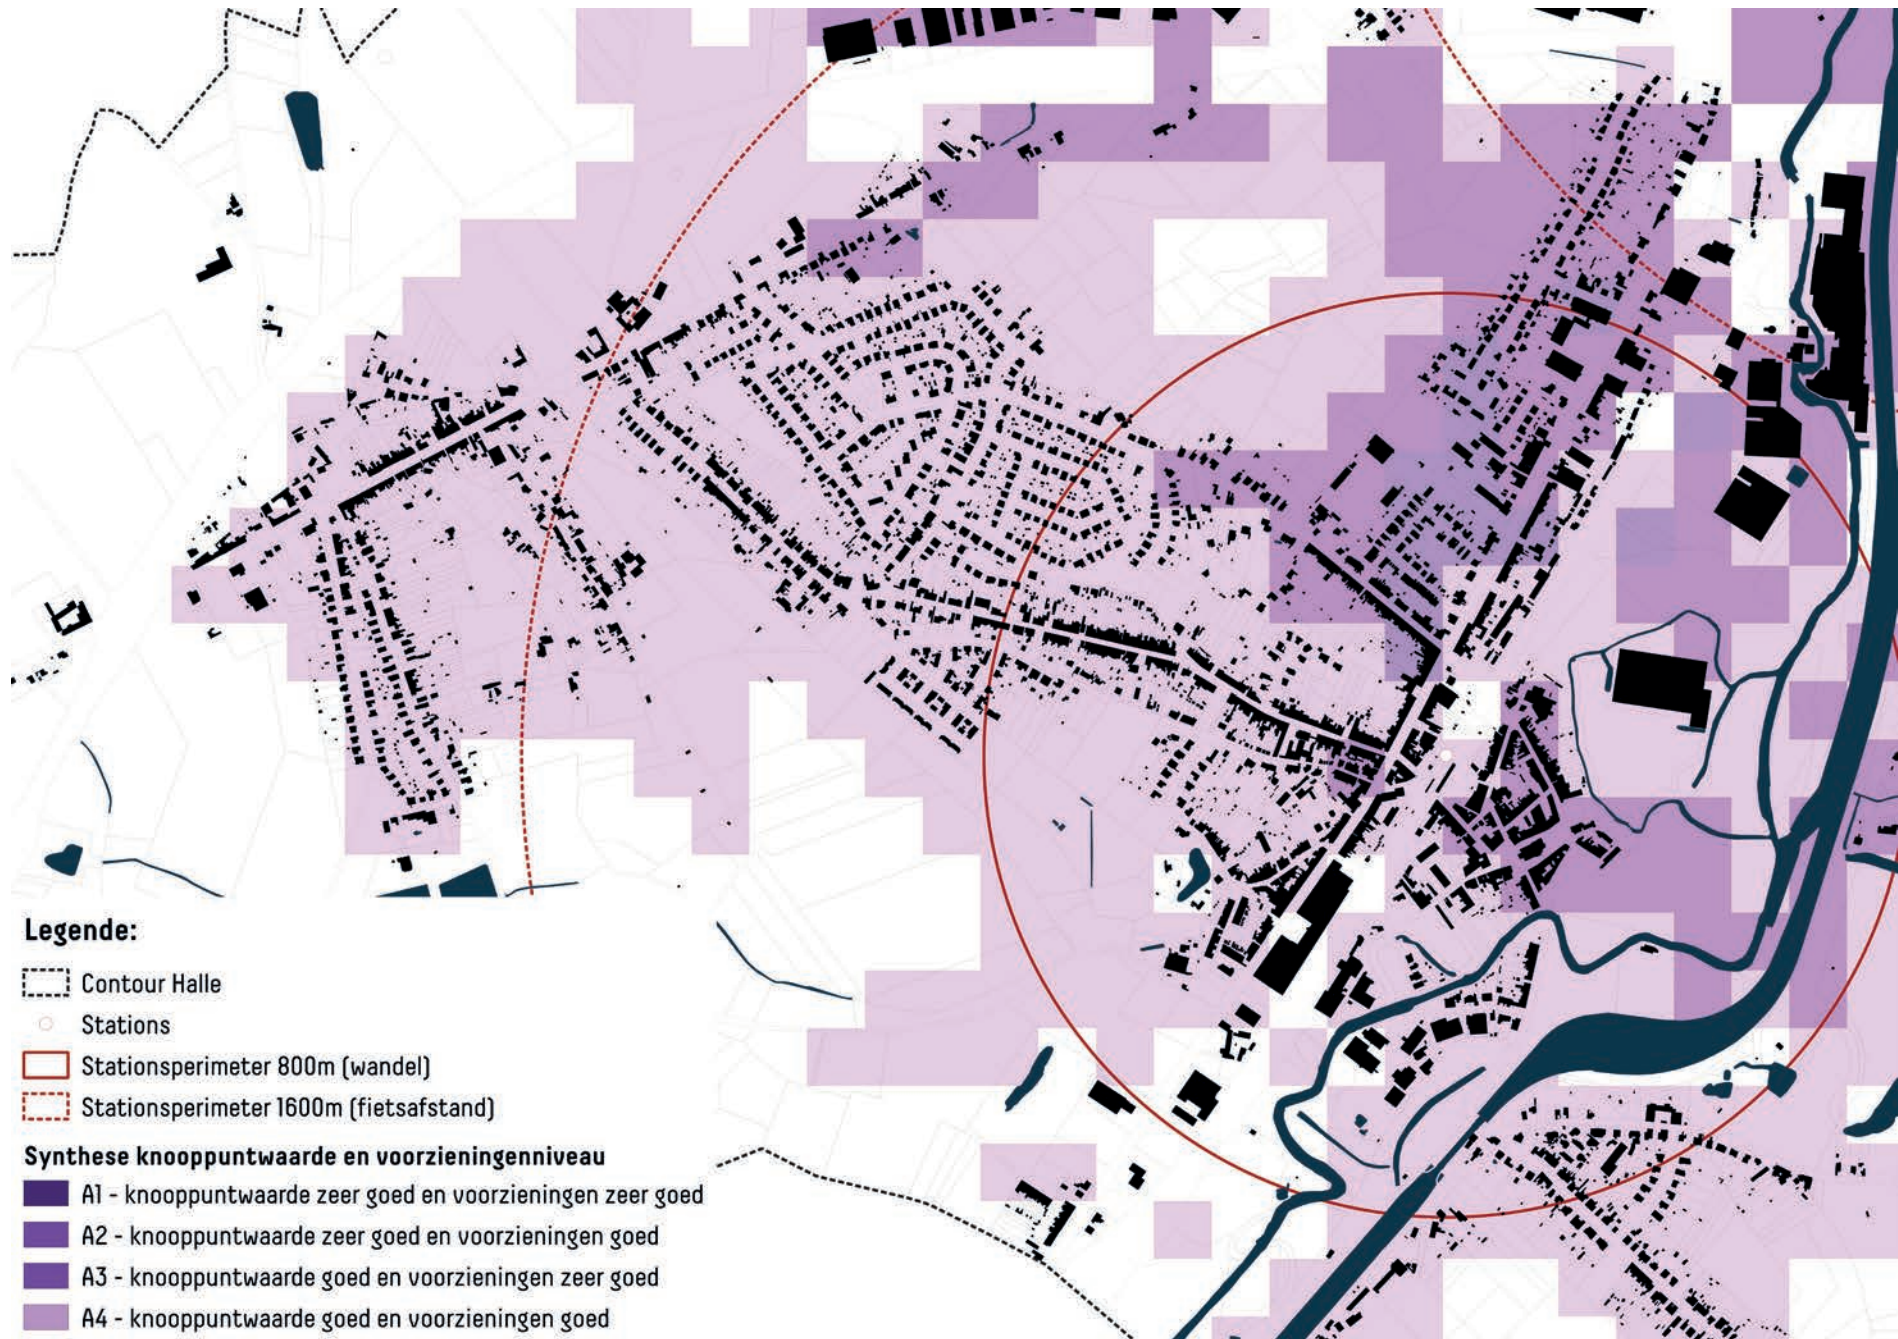 Legende:
Contour Halle
Stations
Stationsperimeter 800m (wandel)
Stationsperimeter 1600m (fietsafstand)
Synthese knooppuntwaarde en voorzieningenniveau
A1 - knooppuntwaarde zeer goed en voorzieningen zeer goed
A2 - knooppuntwaarde zeer goed en voorzieningen goed
A3 - knooppuntwaarde goed en voorzieningen zeer goed
A4 - knooppuntwaarde goed en voorzieningen goed